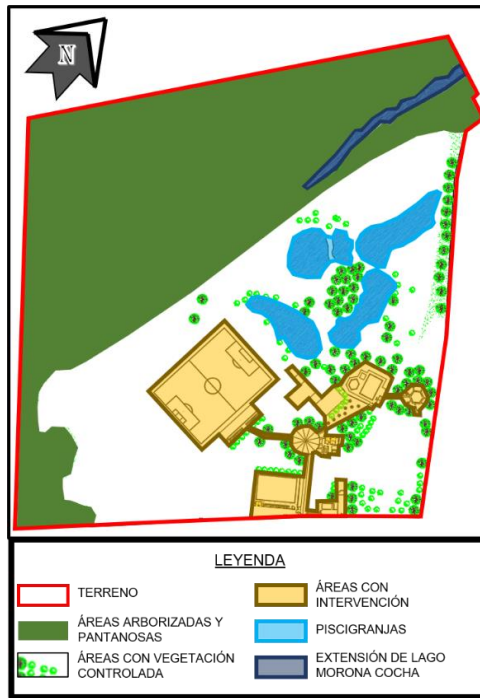 N
LEYENDA
TERRENO
ÁREAS CON
INTERVENCIÓN
ÁREAS ARBORIZADAS Y
PANTANOSAS
PISCIGRANJAS
ÁREAS CON VEGETACIÓN
CONTROLADA
EXTENSIÓN DE LAGO
MORONA COCHA